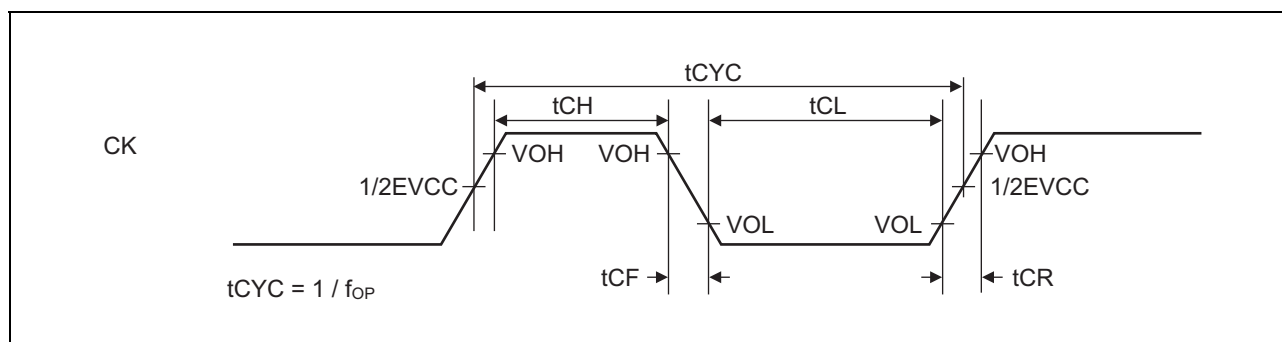 tCYC
tCH
tCL
CK
VOH VOH VOH
1/2EVCC 1/2EVCC
VOL VOL
tCF tCR
tCYC = 1 / fOP